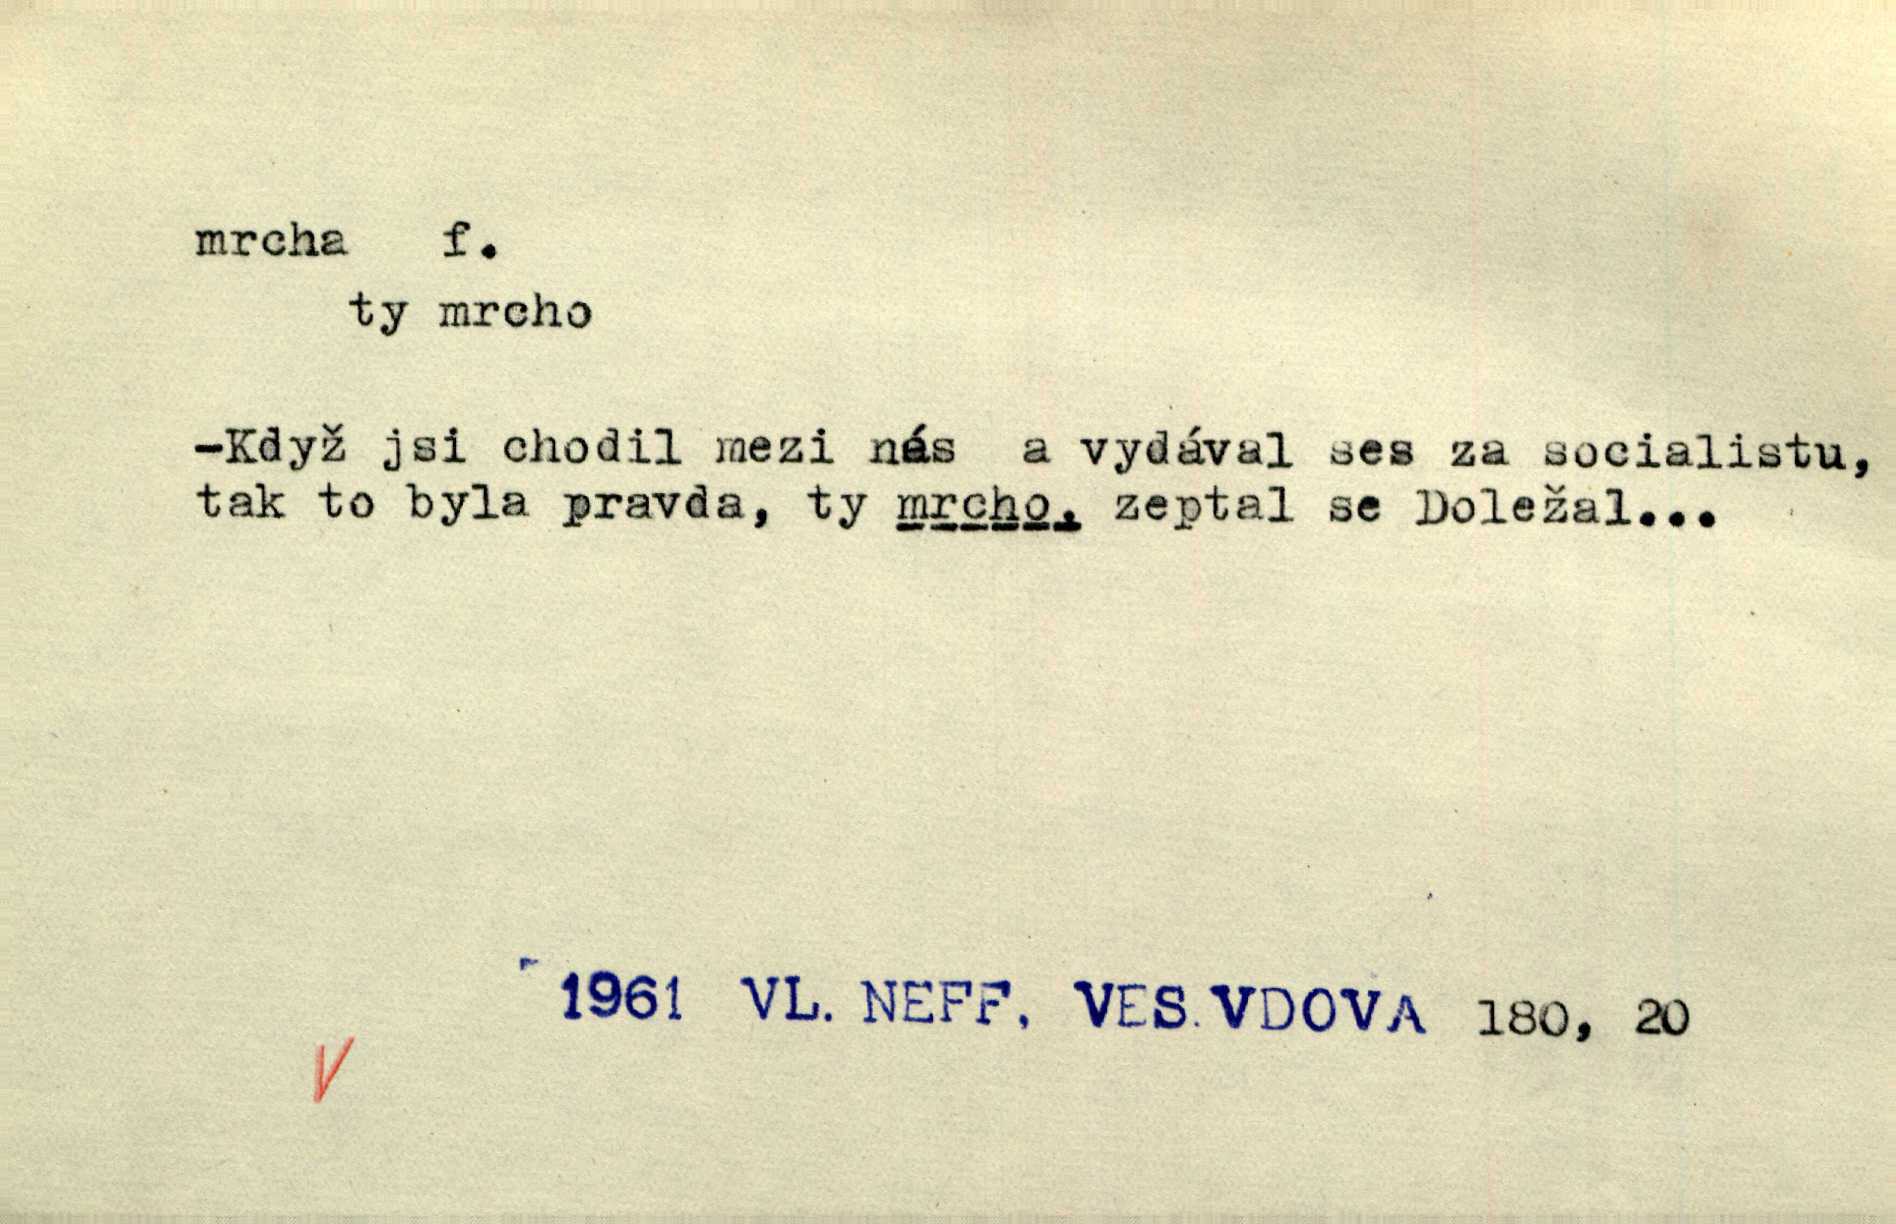 mrcha f.
ty mrcho
-Když jsi chodil mezi nás a vydával ses za socialistu,
tak to byla pravda, ty mrcho, zeptal se Doležal...
1961 VL. NEFF, VES. VDOVA 180, 20
V